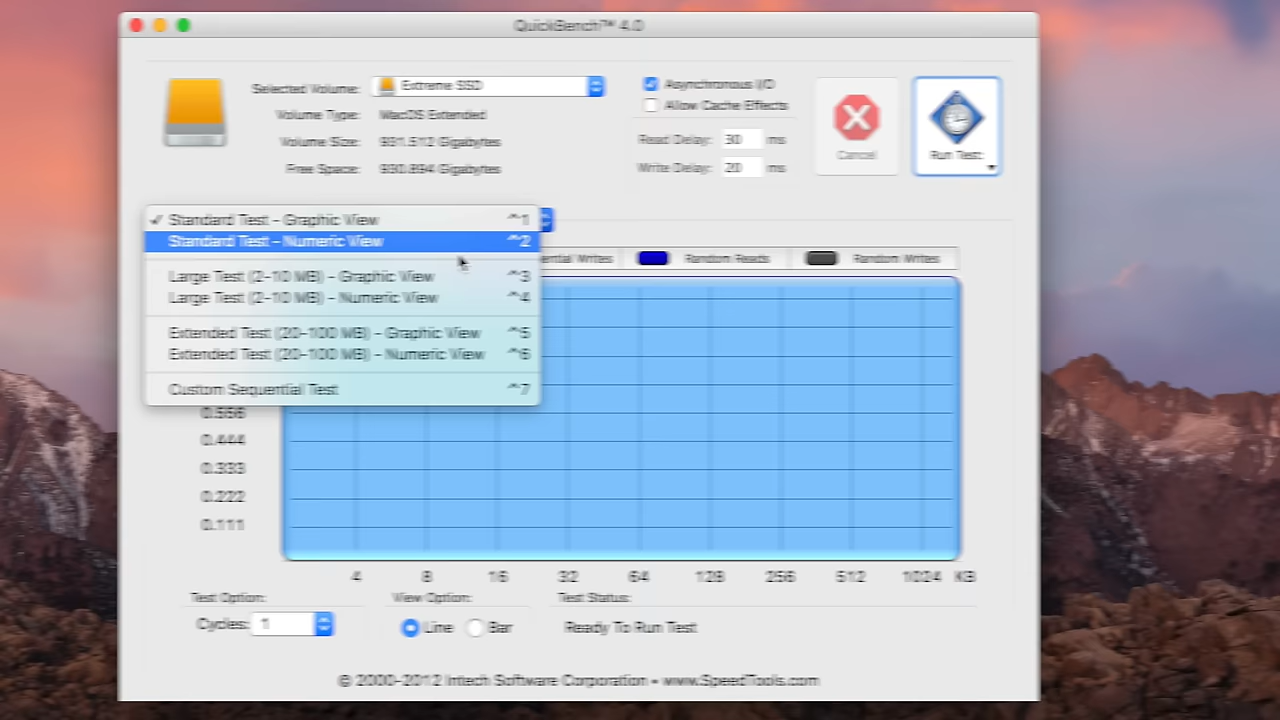 QuickBench™ 4.0
Selected Volume: Extreme SSD
Volume Type: MacOS Extended
Volume Size: 931.512 Gigabytes
Free Space: 930.894 Gigabytes
Asynchronous I/O
Allow Cache Effects
Read Delay: 30 ms
Write Delay: 20 ms
Cancel
Run Test
✓ Standard Test - Graphic View ^1
Standard Test - Numeric View ^2
Large Test (2-10 MB) - Graphic View ^3
Large Test (2-10 MB) - Numeric View ^4
Extended Test (20-100 MB) - Graphic View ^5
Extended Test (20-100 MB) - Numeric View ^6
Custom Sequential Test ^7
ential Writes Random Reads Random Writes
0.556
0.444
0.333
0.222
0.111
4 8 16 32 64 128 256 512 1024 KB
Test Option:
Cycles: 1
View Option:
Line Bar
Test Status:
Ready To Run Test
© 2000-2012 Intech Software Corporation • www.SpeedTools.com